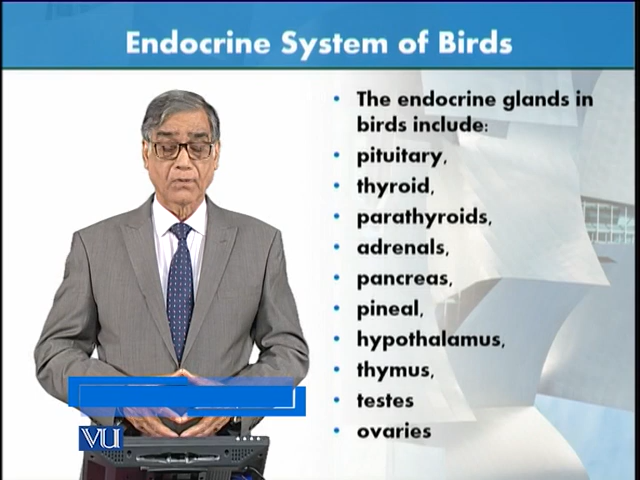 Endocrine System of Birds
• The endocrine glands in
birds include:
• pituitary,
• thyroid,
• parathyroids,
• adrenals,
• pancreas,
• pineal,
• hypothalamus,
• thymus,
• testes
• ovaries
VU